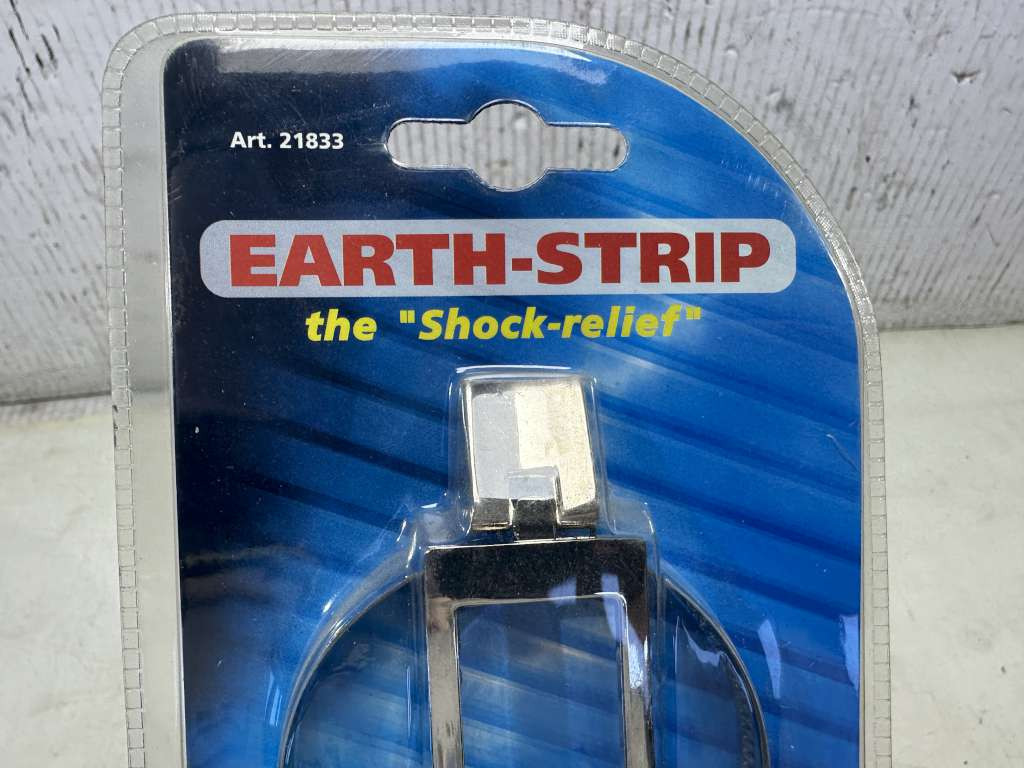 Art. 21833
EARTH-STRIP
the "Shock-relief"